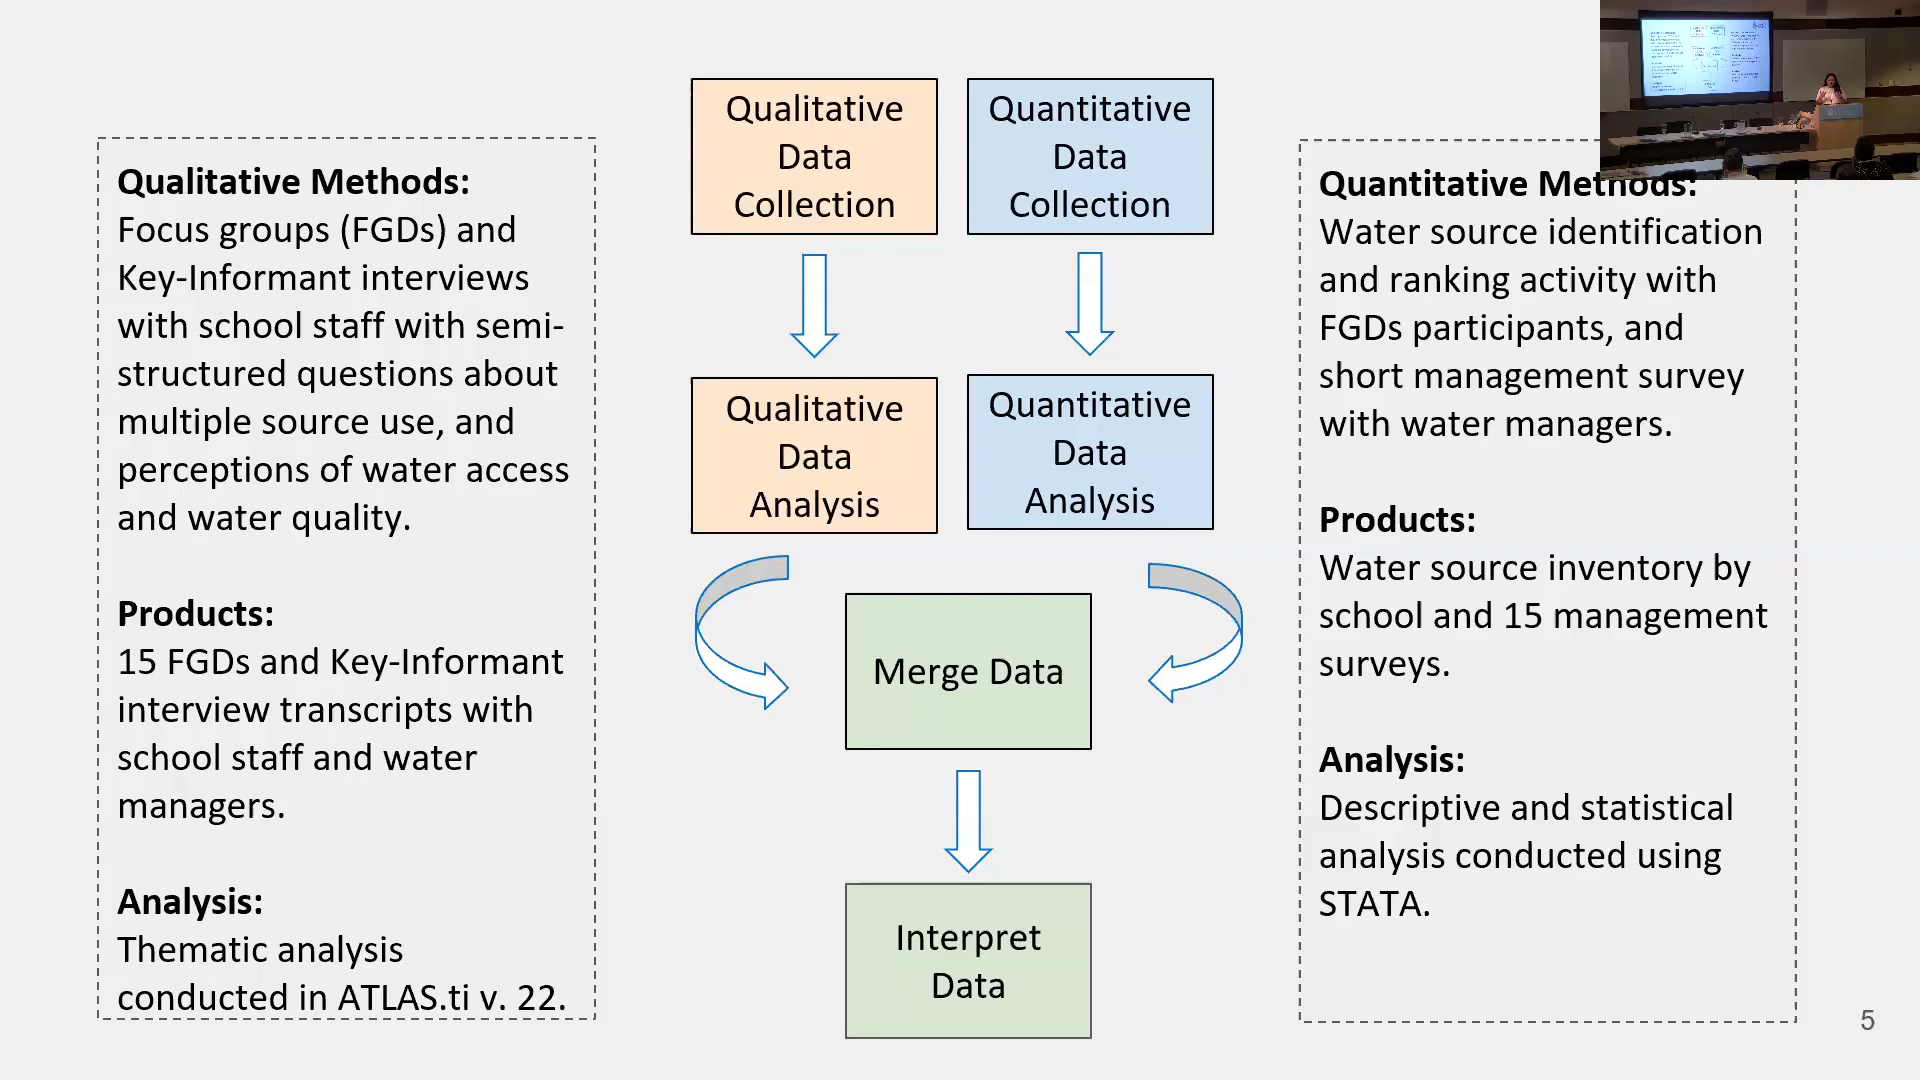 Qualitative Methods:
Focus groups (FGDs) and
Key-Informant interviews
with school staff with semi-
structured questions about
multiple source use, and
perceptions of water access
and water quality.
Products:
15 FGDs and Key-Informant
interview transcripts with
school staff and water
managers.
Analysis:
Thematic analysis
conducted in ATLAS.ti v. 22.
Qualitative
Data
Collection
Quantitative
Data
Collection
Qualitative
Data
Analysis
Quantitative
Data
Analysis
Merge Data
Interpret
Data
Quantitative Methods:
Water source identification
and ranking activity with
FGDs participants, and
short management survey
with water managers.
Products:
Water source inventory by
school and 15 management
surveys.
Analysis:
Descriptive and statistical
analysis conducted using
STATA.
5